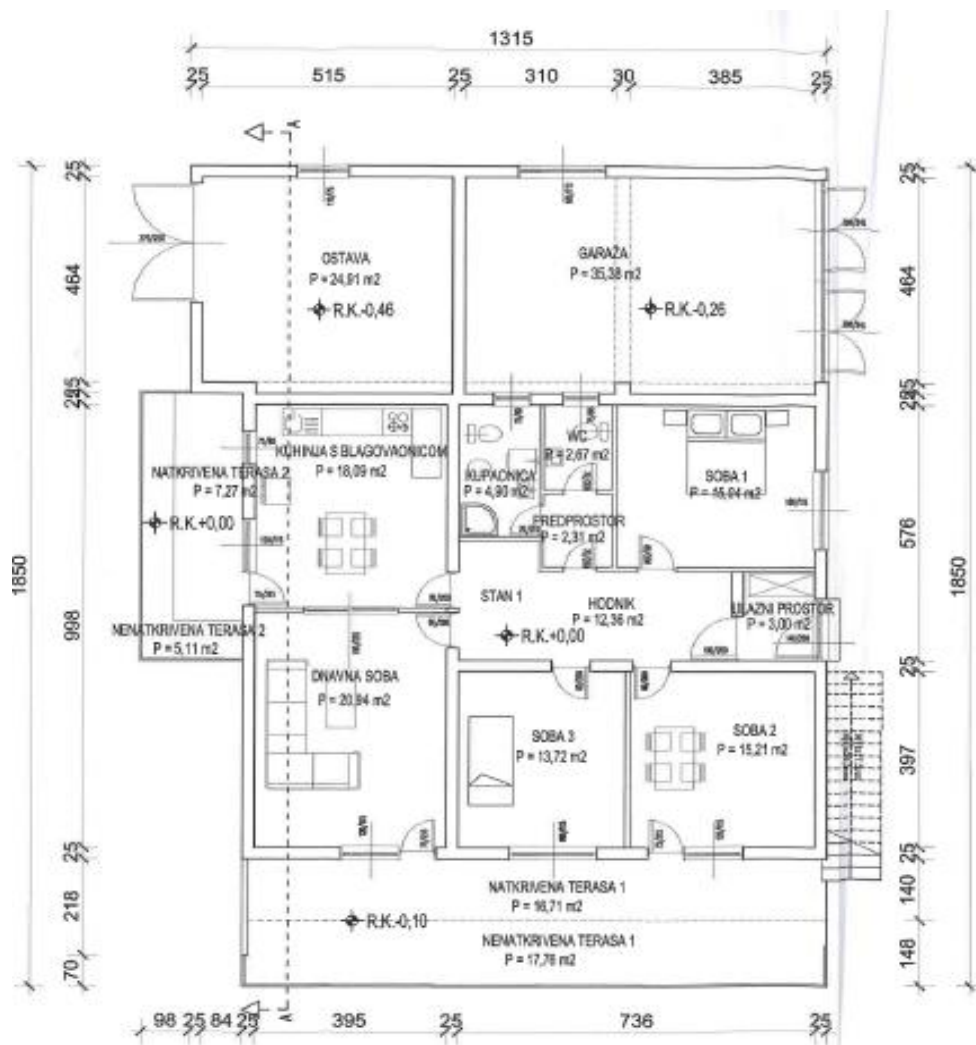 1315
25 515 25 310 30 385 25
A
25
464
25
998
25
218
70
1850
25
464
25
576
25
397
25
140
148
1850
OSTAVA
P = 24,91 m2
R.K.-0,46
GARAŽA
P = 35,38 m2
R.K.-0,26
KUHINJA S BLAGOVAONICOM
P = 18,09 m2
NATKRIVENA TERASA 2
P = 7,27 m2
R.K.+0,00
WC
P = 2,67 m2
KUPAONICA
P = 4,90 m2
SOBA 1
PREDPROSTOR
P = 2,31 m2
STAN 1
HODNIK
P = 12,36 m2
R.K.+0,00
ULAZNI PROSTOR
P = 3,00 m2
NENATKRIVENA TERASA 2
P = 5,11 m2
DNAVNA SOBA
P = 20,94 m2
SOBA 3
P = 13,72 m2
SOBA 2
P = 15,21 m2
NATKRIVENA TERASA 1
P = 16,71 m2
R.K.-0,10
NENATKRIVENA TERASA 1
P = 17,76 m2
A
98 25 84 25 395 25 736 25